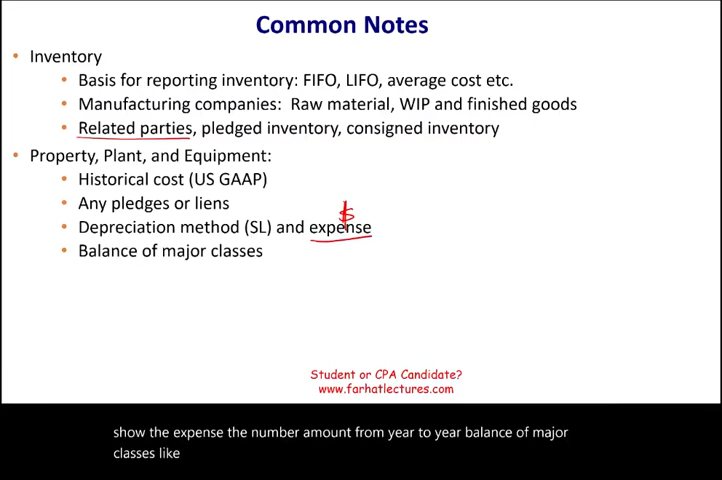 Common Notes
• Inventory
• Basis for reporting inventory: FIFO, LIFO, average cost etc.
• Manufacturing companies:  Raw material, WIP and finished goods
• Related parties, pledged inventory, consigned inventory
• Property, Plant, and Equipment:
• Historical cost (US GAAP)
• Any pledges or liens
$
• Depreciation method (SL) and expense
• Balance of major classes
Student or CPA Candidate?
www.farhatlectures.com
show the expense the number amount from year to year balance of major
classes like